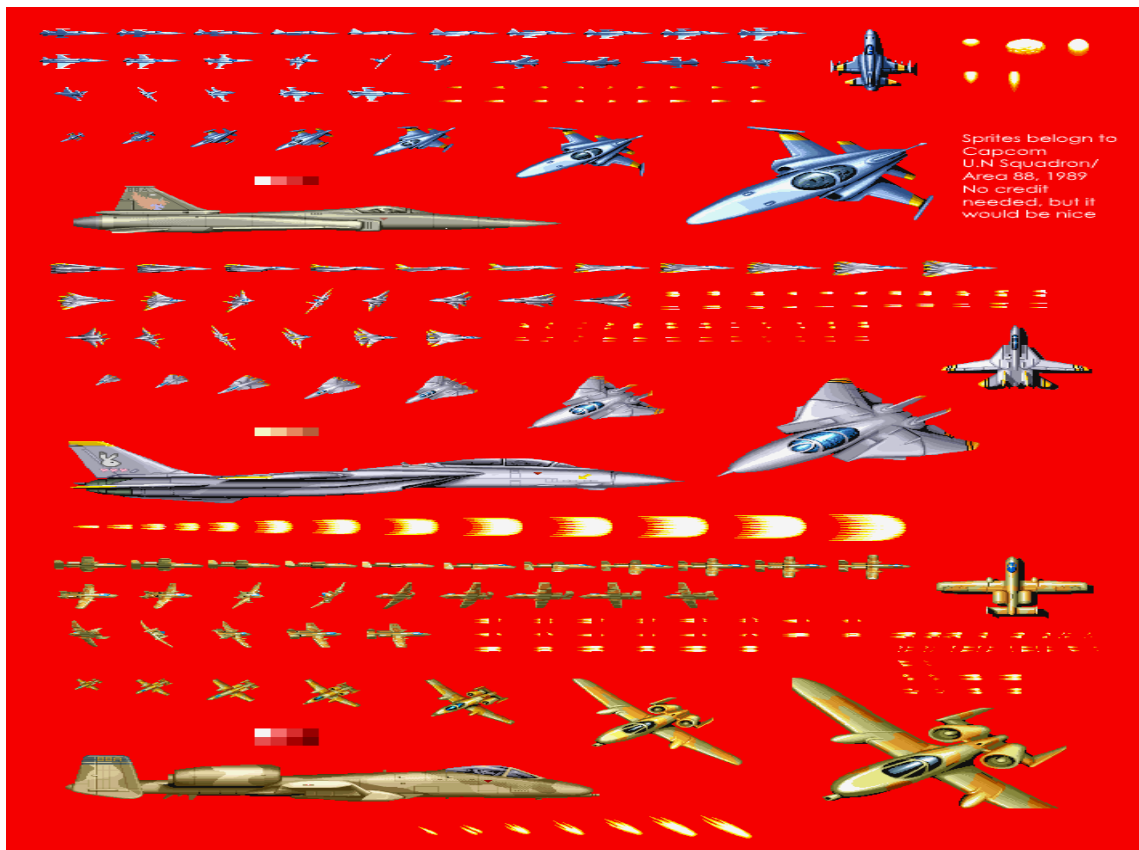 Sprites belogn to
Capcom
U.N Squadron/
Area 88, 1989
No credit
needed, but it
would be nice